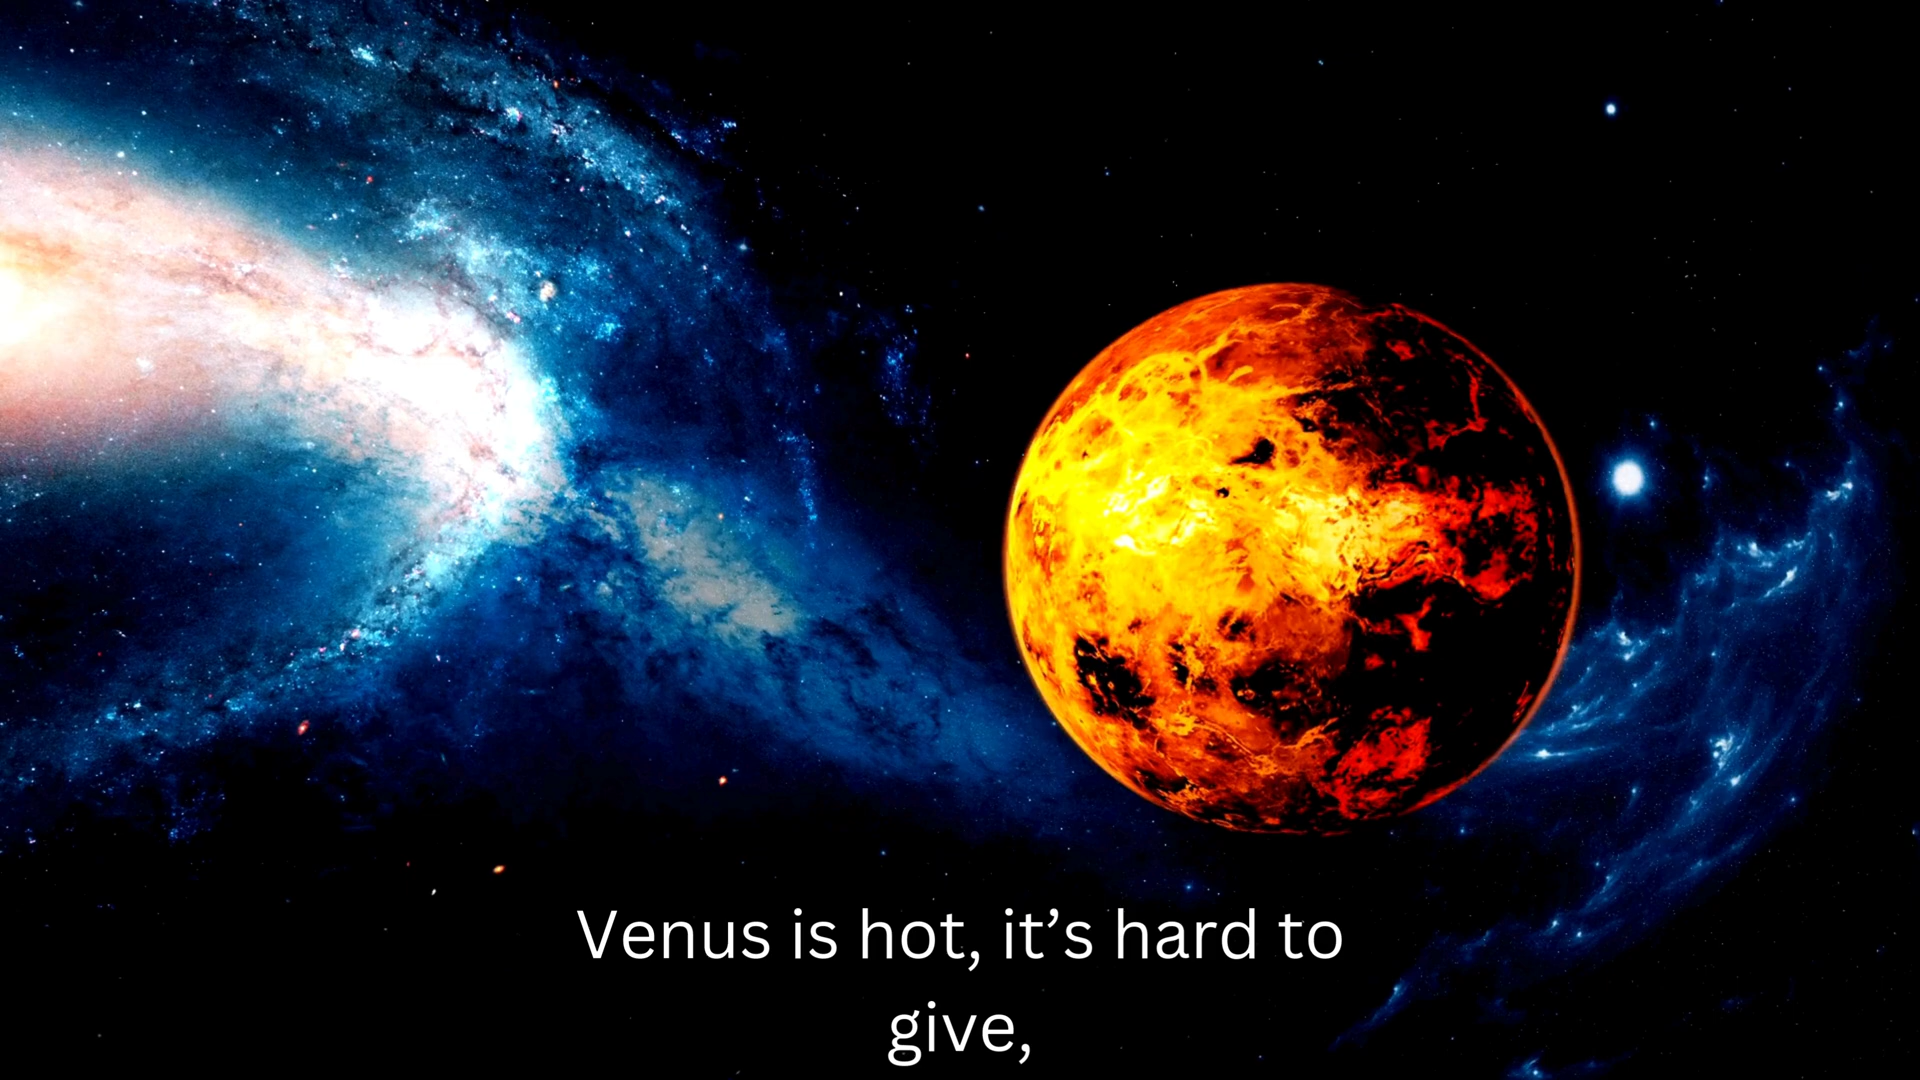 Venus is hot, it’s hard to
give,